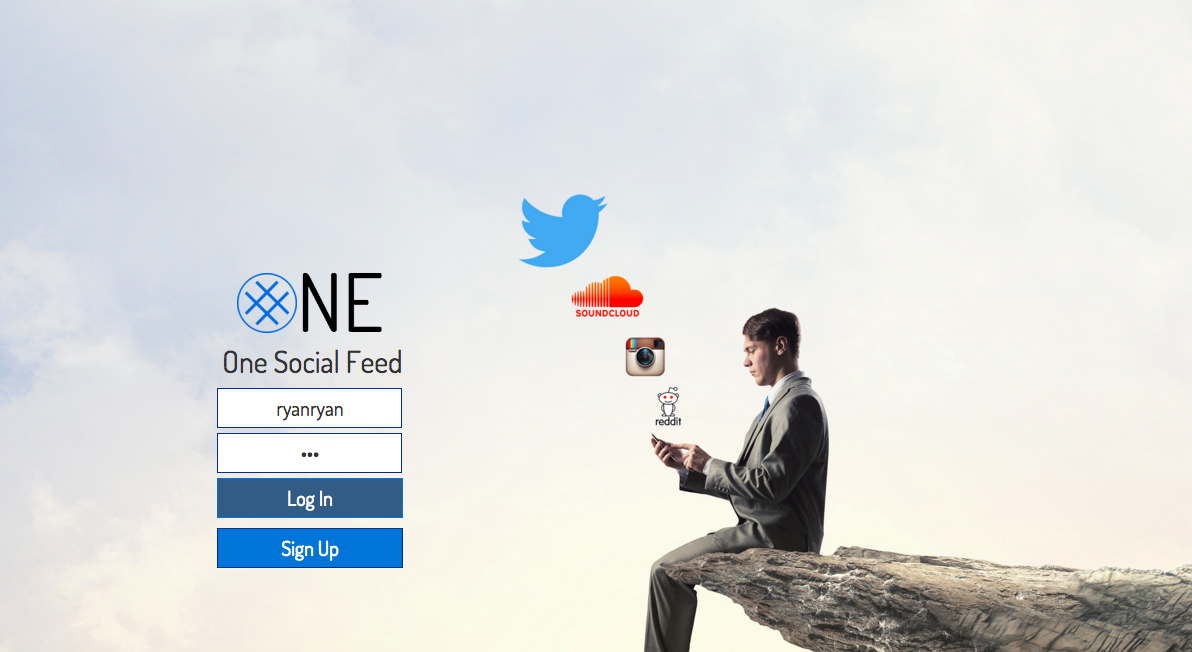 SOUNDCLOUD
reddit
NE
One Social Feed
ryanryan
•••
Log In
Sign Up